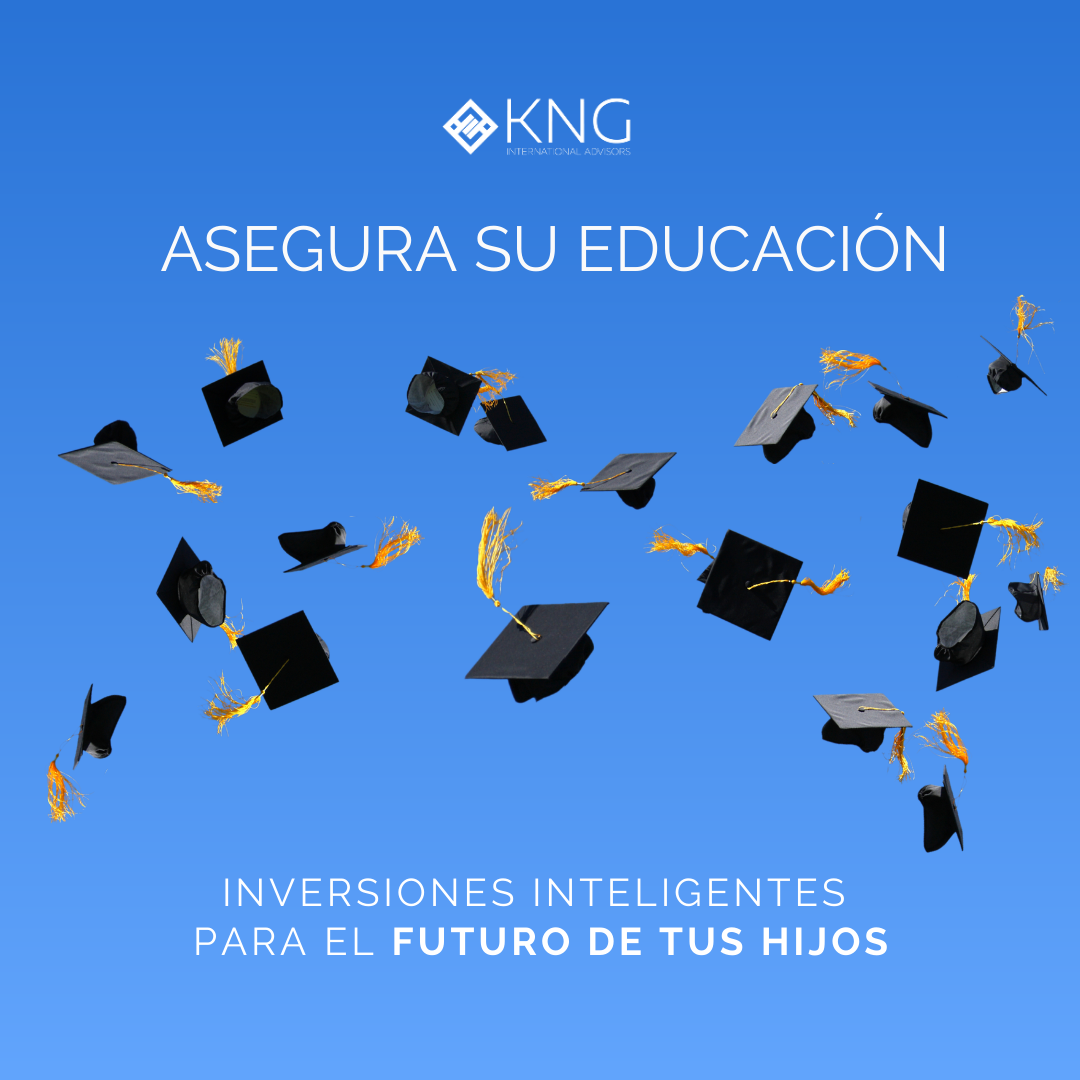 KNG
INTERNATIONAL ADVISORS
ASEGURA SU EDUCACIÓN
INVERSIONES INTELIGENTES
PARA EL FUTURO DE TUS HIJOS